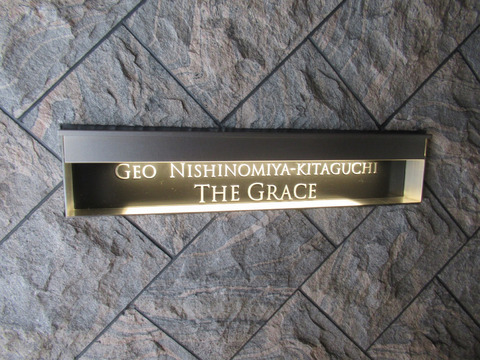 GEO NISHINOMIYA-KITAGUCHI
THE GRACE